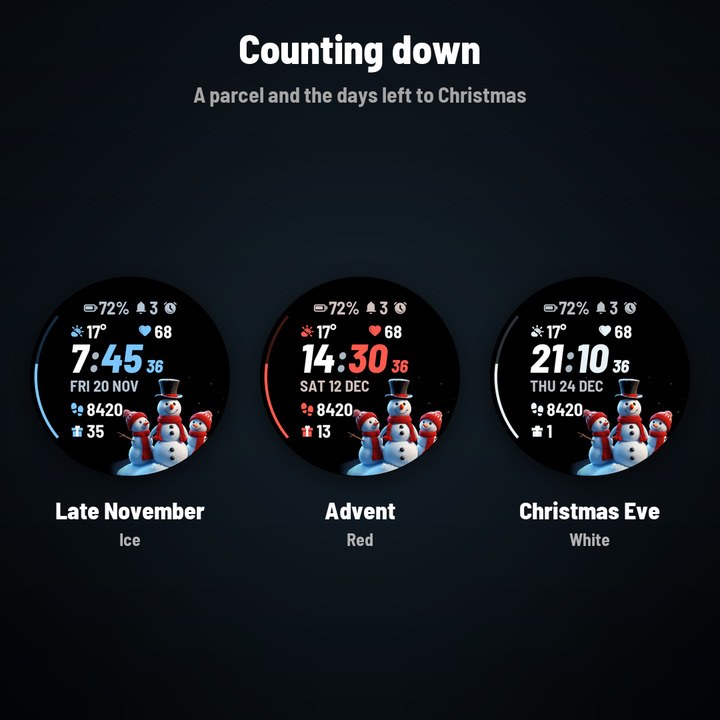 Counting down
A parcel and the days left to Christmas
72% 3
17° 68
7:45 36
FRI 20 NOV
8420
35
72% 3
17° 68
14:30 36
SAT 12 DEC
8420
13
72% 3
17° 68
21:10 36
THU 24 DEC
8420
1
Late November
Ice
Advent
Red
Christmas Eve
White